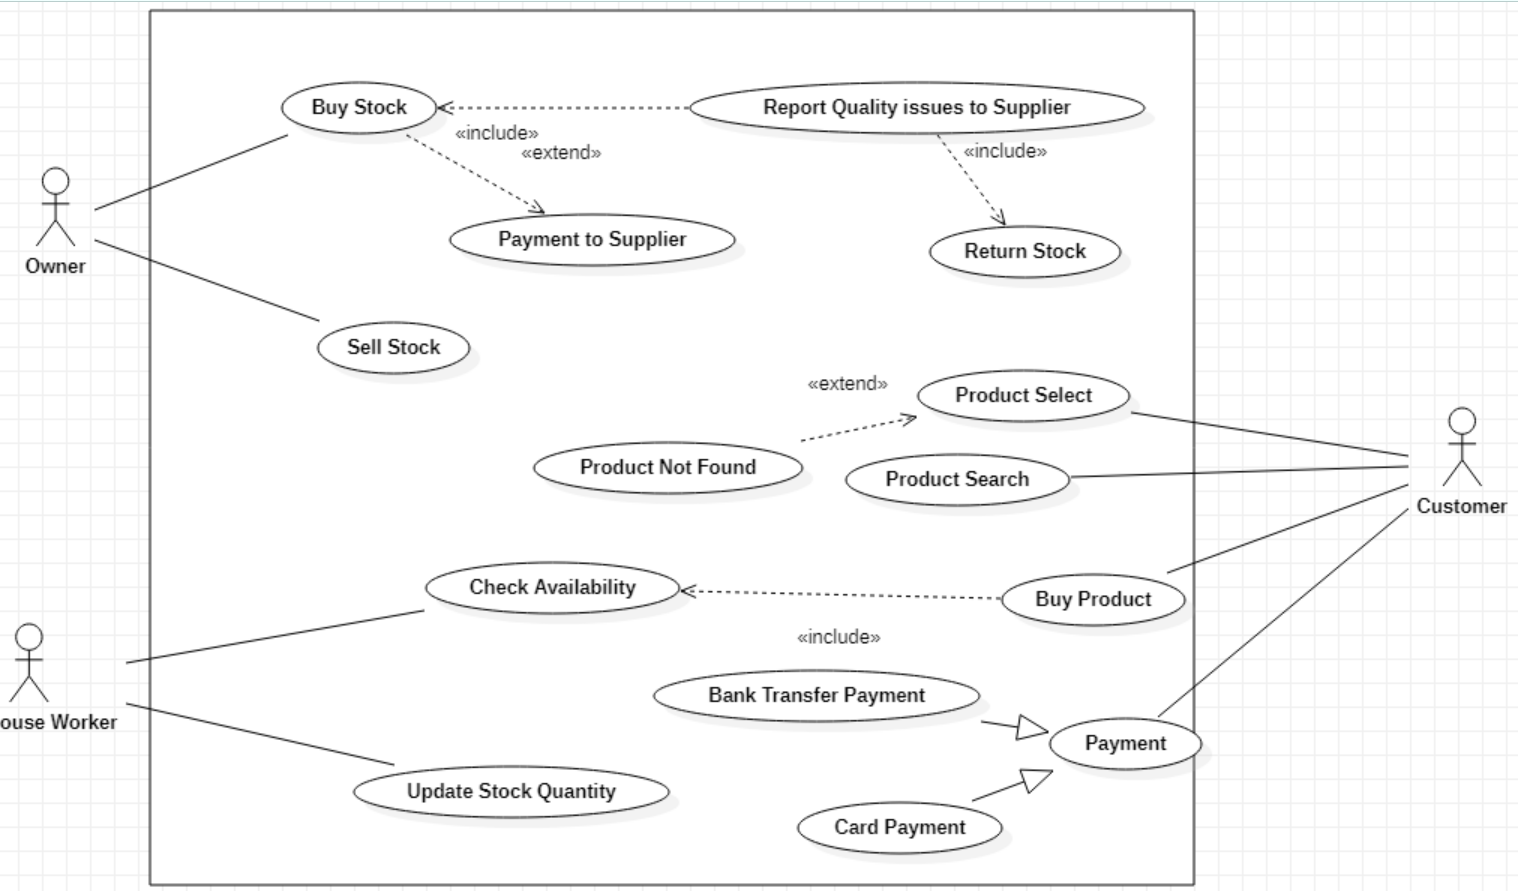 Buy Stock
Report Quality issues to Supplier
«include»
«extend»
«include»
Payment to Supplier
Return Stock
Owner
Sell Stock
«extend»
Product Select
Product Not Found
Product Search
Customer
Check Availability
Buy Product
«include»
Bank Transfer Payment
ouse Worker
Payment
Update Stock Quantity
Card Payment